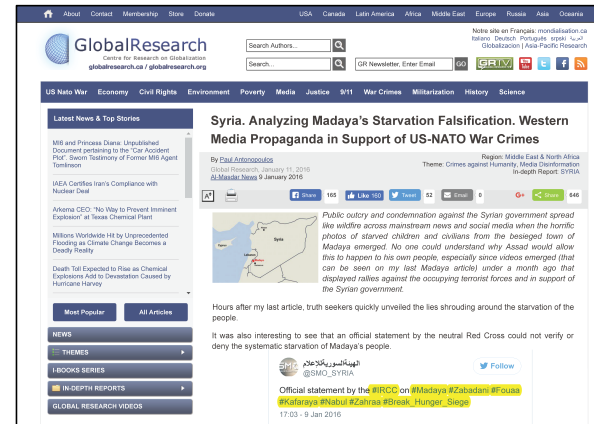 About Contact Membership Store Donate USA Canada Latin America Africa Middle East Europe Russia Asia Oceania
GlobalResearch
Centre for Research on Globalization
globalresearch.ca / globalresearch.org
Search Authors...
Search...
GR Newsletter, Enter Email GO
Notre site en Français: mondialisation.ca
Italiano Deutsch Português srpski العربية
Globalizacion | Asia-Pacific Research
GRTV You Tube
US Nato War Economy Civil Rights Environment Poverty Media Justice 9/11 War Crimes Militarization History Science
Latest News & Top Stories
MI6 and Princess Diana: Unpublished
Document pertaining to the "Car Accident
Plot". Sworn Testimony of Former MI6 Agent
Tomlinson
IAEA Certifies Iran's Compliance with
Nuclear Deal
Arkema CEO: "No Way to Prevent Imminent
Explosion" at Texas Chemical Plant
Millions Worldwide Hit by Unprecedented
Flooding as Climate Change Becomes a
Deadly Reality
Death Toll Expected to Rise as Chemical
Explosions Add to Devastation Caused by
Hurricane Harvey
Most Popular All Articles
NEWS
THEMES
I-BOOKS SERIES
IN-DEPTH REPORTS
GLOBAL RESEARCH VIDEOS
Syria. Analyzing Madaya's Starvation Falsification. Western
Media Propaganda in Support of US-NATO War Crimes
By Paul Antonopoulos
Global Research, January 11, 2016
Al-Masdar News 9 January 2016
Region: Middle East & North Africa
Theme: Crimes against Humanity, Media Disinformation
In-depth Report: SYRIA
Share 165 Like 160 Tweet 52 Email 0 G+ Share 646
Syria
Public outcry and condemnation against the Syrian government spread
like wildfire across mainstream news and social media when the horrific
photos of starved children and civilians from the besieged town of
Madaya emerged. No one could understand why Assad would allow
this to happen to his own people, especially since videos emerged (that
can be seen on my last Madaya article) under a month ago that
displayed rallies against the occupying terrorist forces and in support of
the Syrian government.
Hours after my last article, truth seekers quickly unveiled the lies shrouding around the starvation of the
people.
It was also interesting to see that an official statement by the neutral Red Cross could not verify or
deny the systematic starvation of Madaya's people.
الهيئة السورية للإعلام
@SMO_SYRIA
Follow
Official statement by the #IRCC on #Madaya #Zabadani #Fouaa
#Kafaraya #Nabul #Zahraa #Break_Hunger_Siege
17:03 - 9 Jan 2016